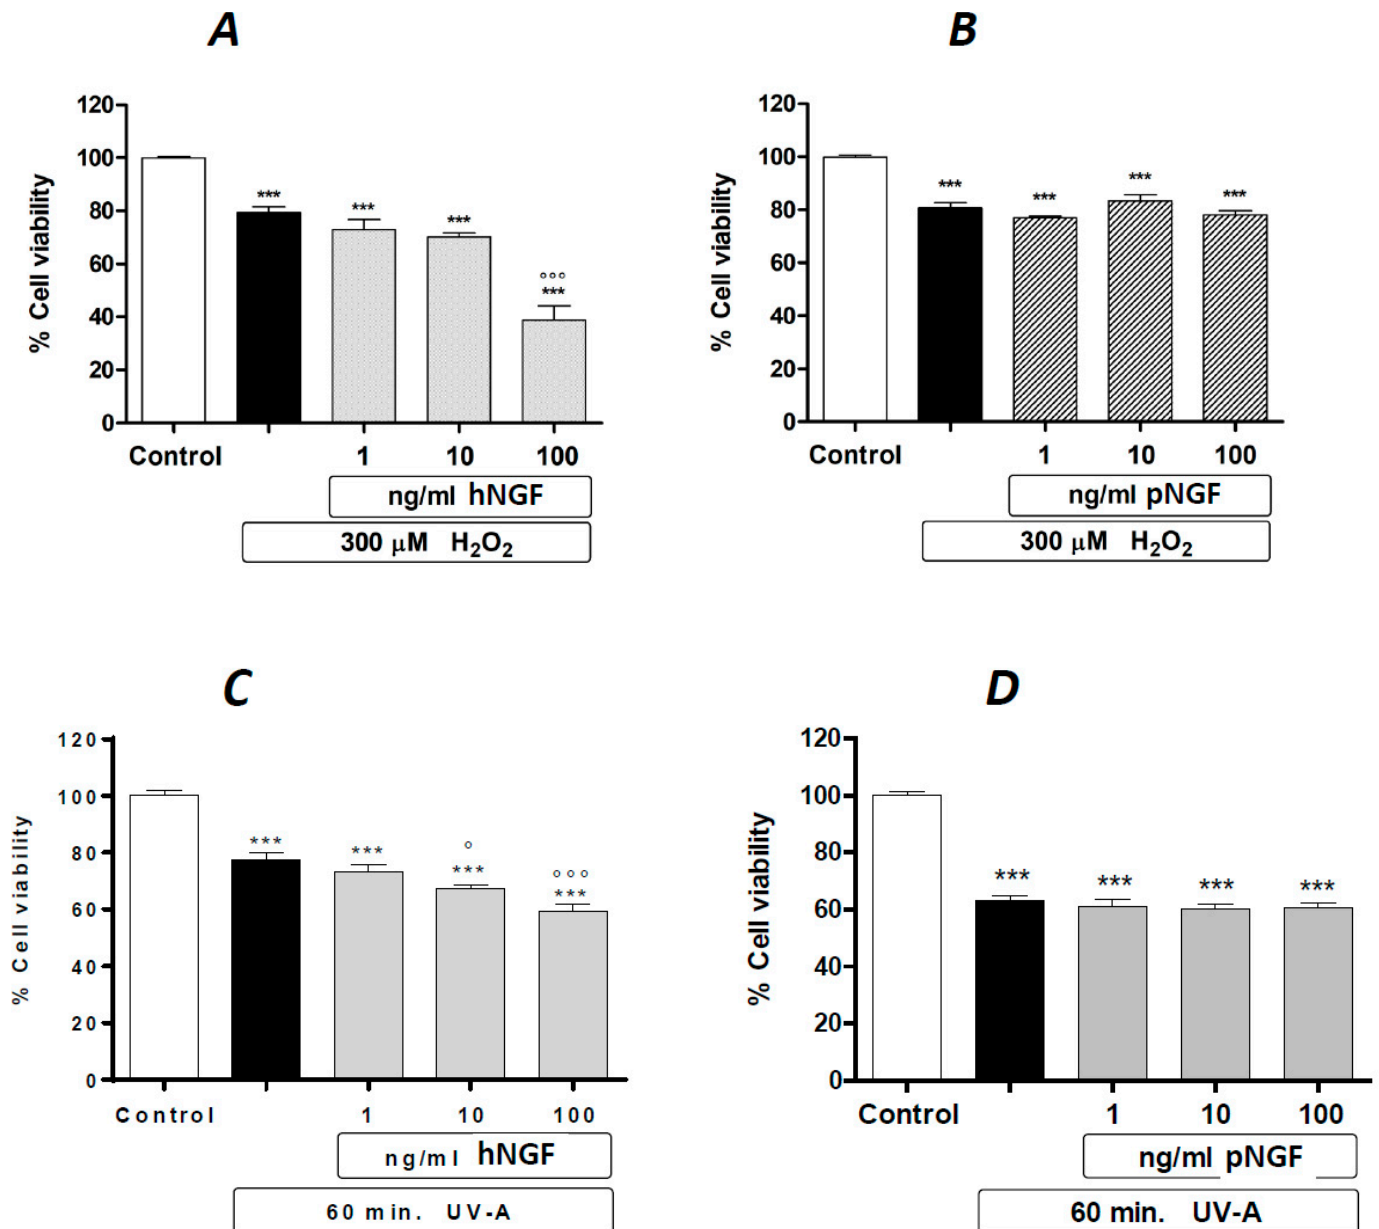 A
% Cell viability
120
100
80
60
40
20
0
***
***
***
°°°
***
Control 1 10 100
ng/ml hNGF
300 μM H₂O₂
B
% Cell viability
120
100
80
60
40
20
0
***
***
***
***
Control 1 10 100
ng/ml pNGF
300 μM H₂O₂
C
% Cell viability
120
100
80
60
40
20
0
***
***
°
***
°°°
***
Control 1 10 100
ng/ml hNGF
60 min. UV-A
D
% Cell viability
120
100
80
60
40
20
0
***
***
***
***
Control 1 10 100
ng/ml pNGF
60 min. UV-A